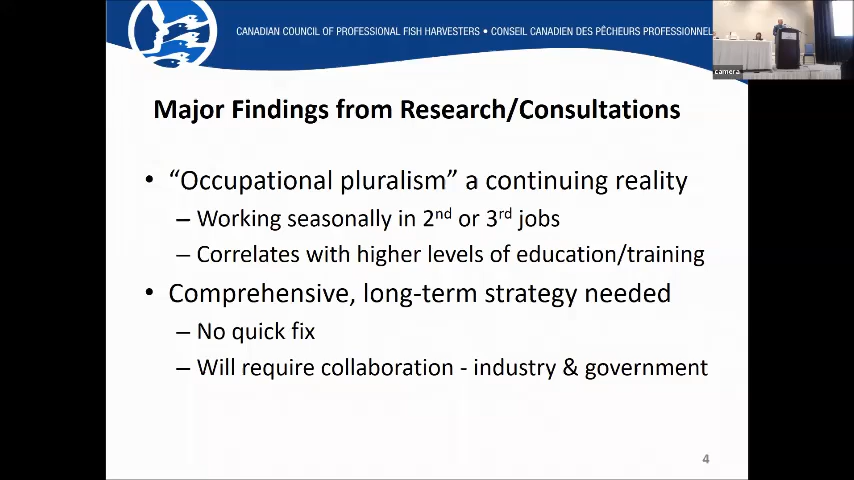 CANADIAN COUNCIL OF PROFESSIONAL FISH HARVESTERS • CONSEIL CANADIEN DES PÊCHEURS PROFESSIONNEL
camera
Major Findings from Research/Consultations
• “Occupational pluralism” a continuing reality
– Working seasonally in 2nd or 3rd jobs
– Correlates with higher levels of education/training
• Comprehensive, long-term strategy needed
– No quick fix
– Will require collaboration - industry & government
4